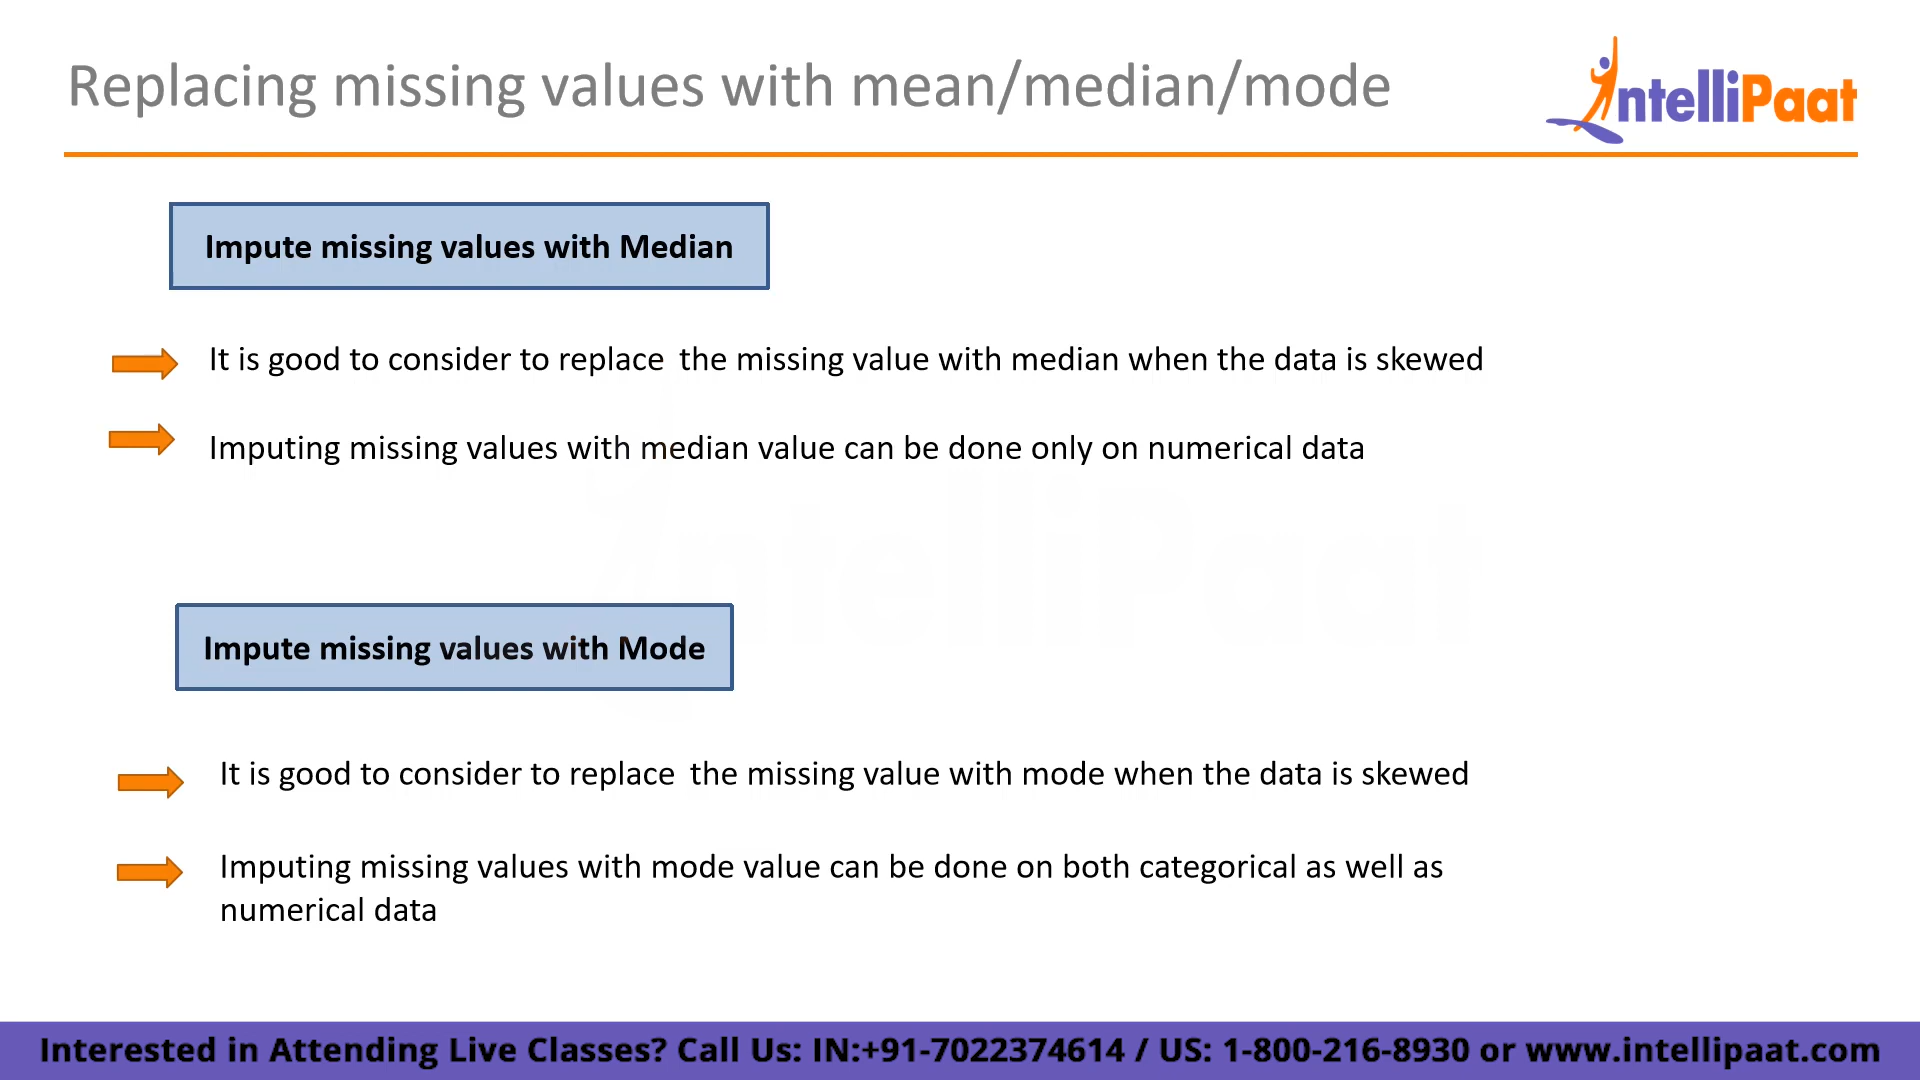 Replacing missing values with mean/median/mode
IntelliPaat
Impute missing values with Median
It is good to consider to replace the missing value with median when the data is skewed
Imputing missing values with median value can be done only on numerical data
Impute missing values with Mode
It is good to consider to replace the missing value with mode when the data is skewed
Imputing missing values with mode value can be done on both categorical as well as
numerical data
Interested in Attending Live Classes? Call Us: IN:+91-7022374614 / US: 1-800-216-8930 or www.intellipaat.com